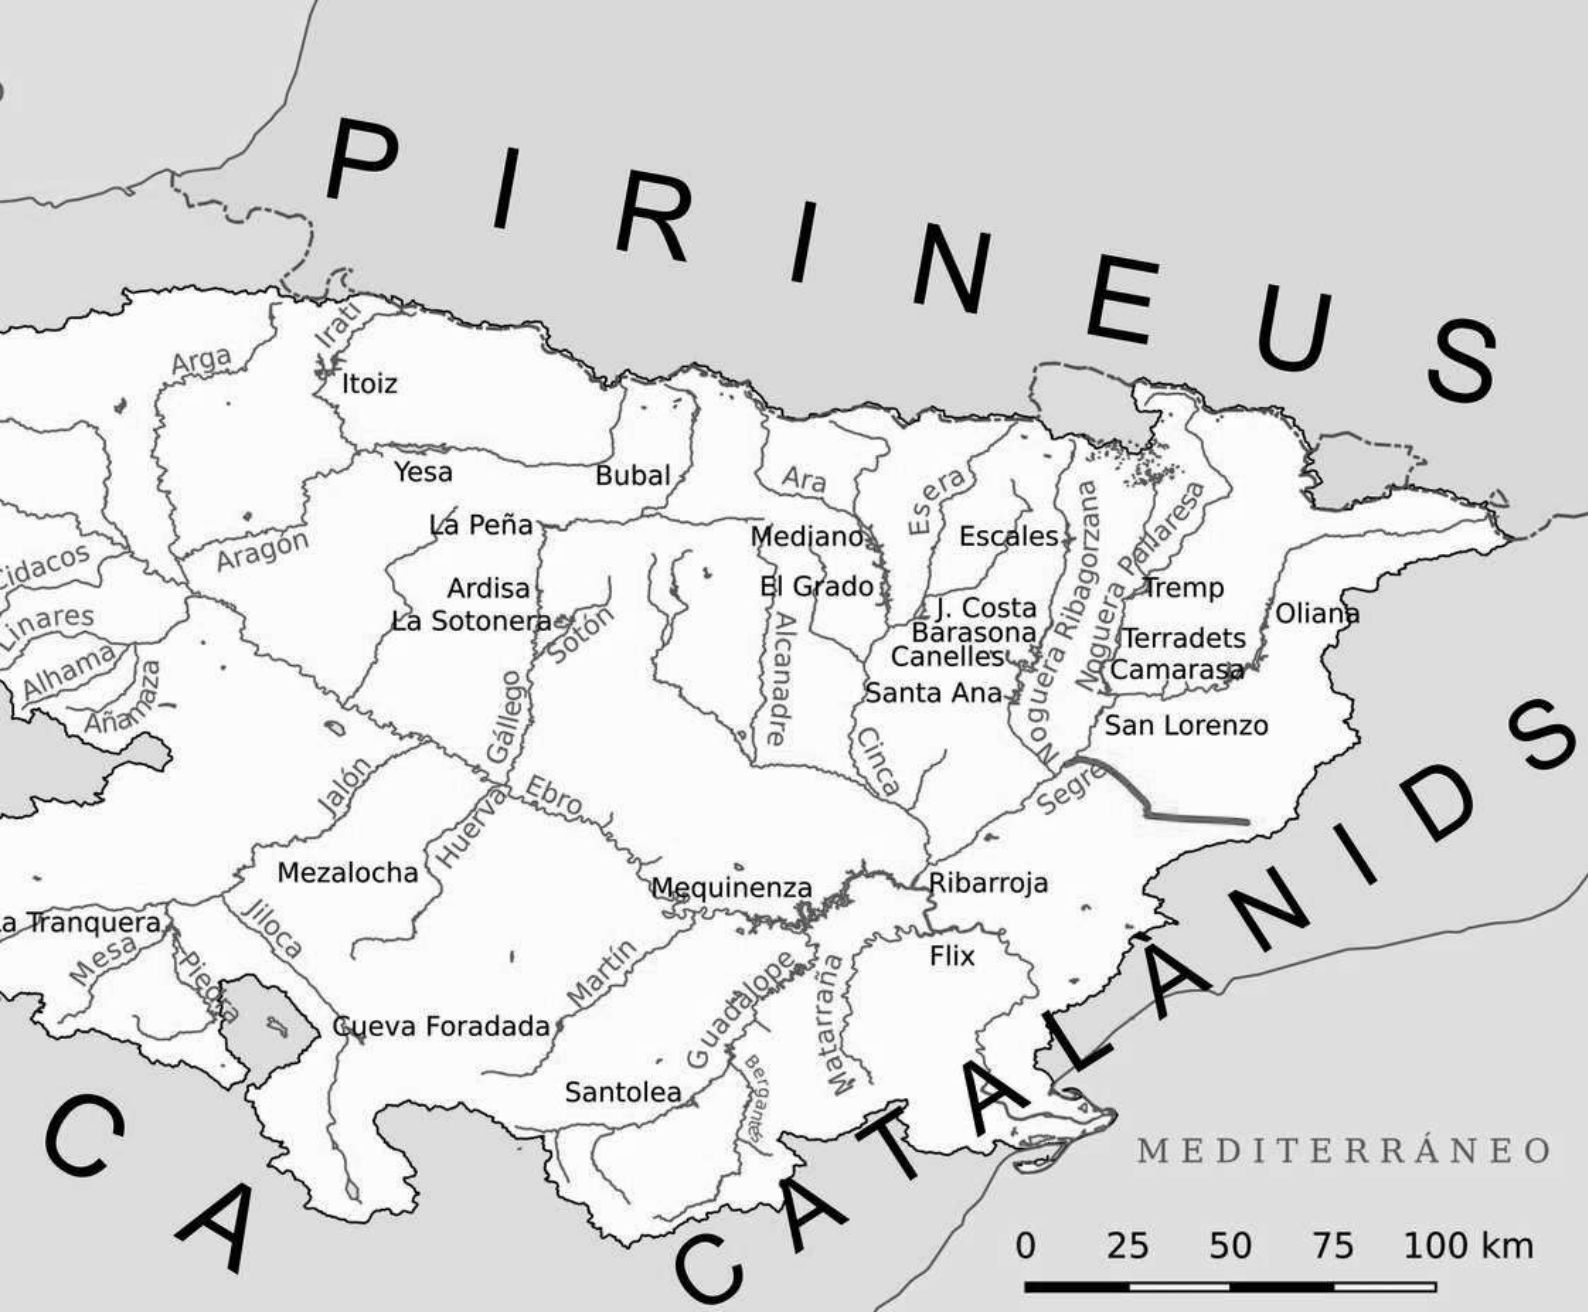 PIRINEUS
Irati
Arga
Itoiz
Yesa
Bubal
Ara
Esera
La Peña
Mediano
Escales
Noguera Ribagorzana
Noguera Pallaresa
Cidacos
Aragón
Ardisa
El Grado
Tremp
J. Costa
Oliana
Linares
La Sotonera
Sotón
Alcanadre
Barasona
Terradets
Canelles
Camarasa
Alhama
Añamaza
Santa Ana
San Lorenzo
Gállego
Cinca
Segre
Jalón
Huerva
Ebro
Mezalocha
Mequinenza
Ribarroja
La Tranquera
Jiloca
Mesa
Piedra
Martín
Guadalope
Matarraña
Flix
Cueva Foradada
Santolea
Bergantes
CA
CATALÀNIDS
MEDITERRÁNEO
0 25 50 75 100 km